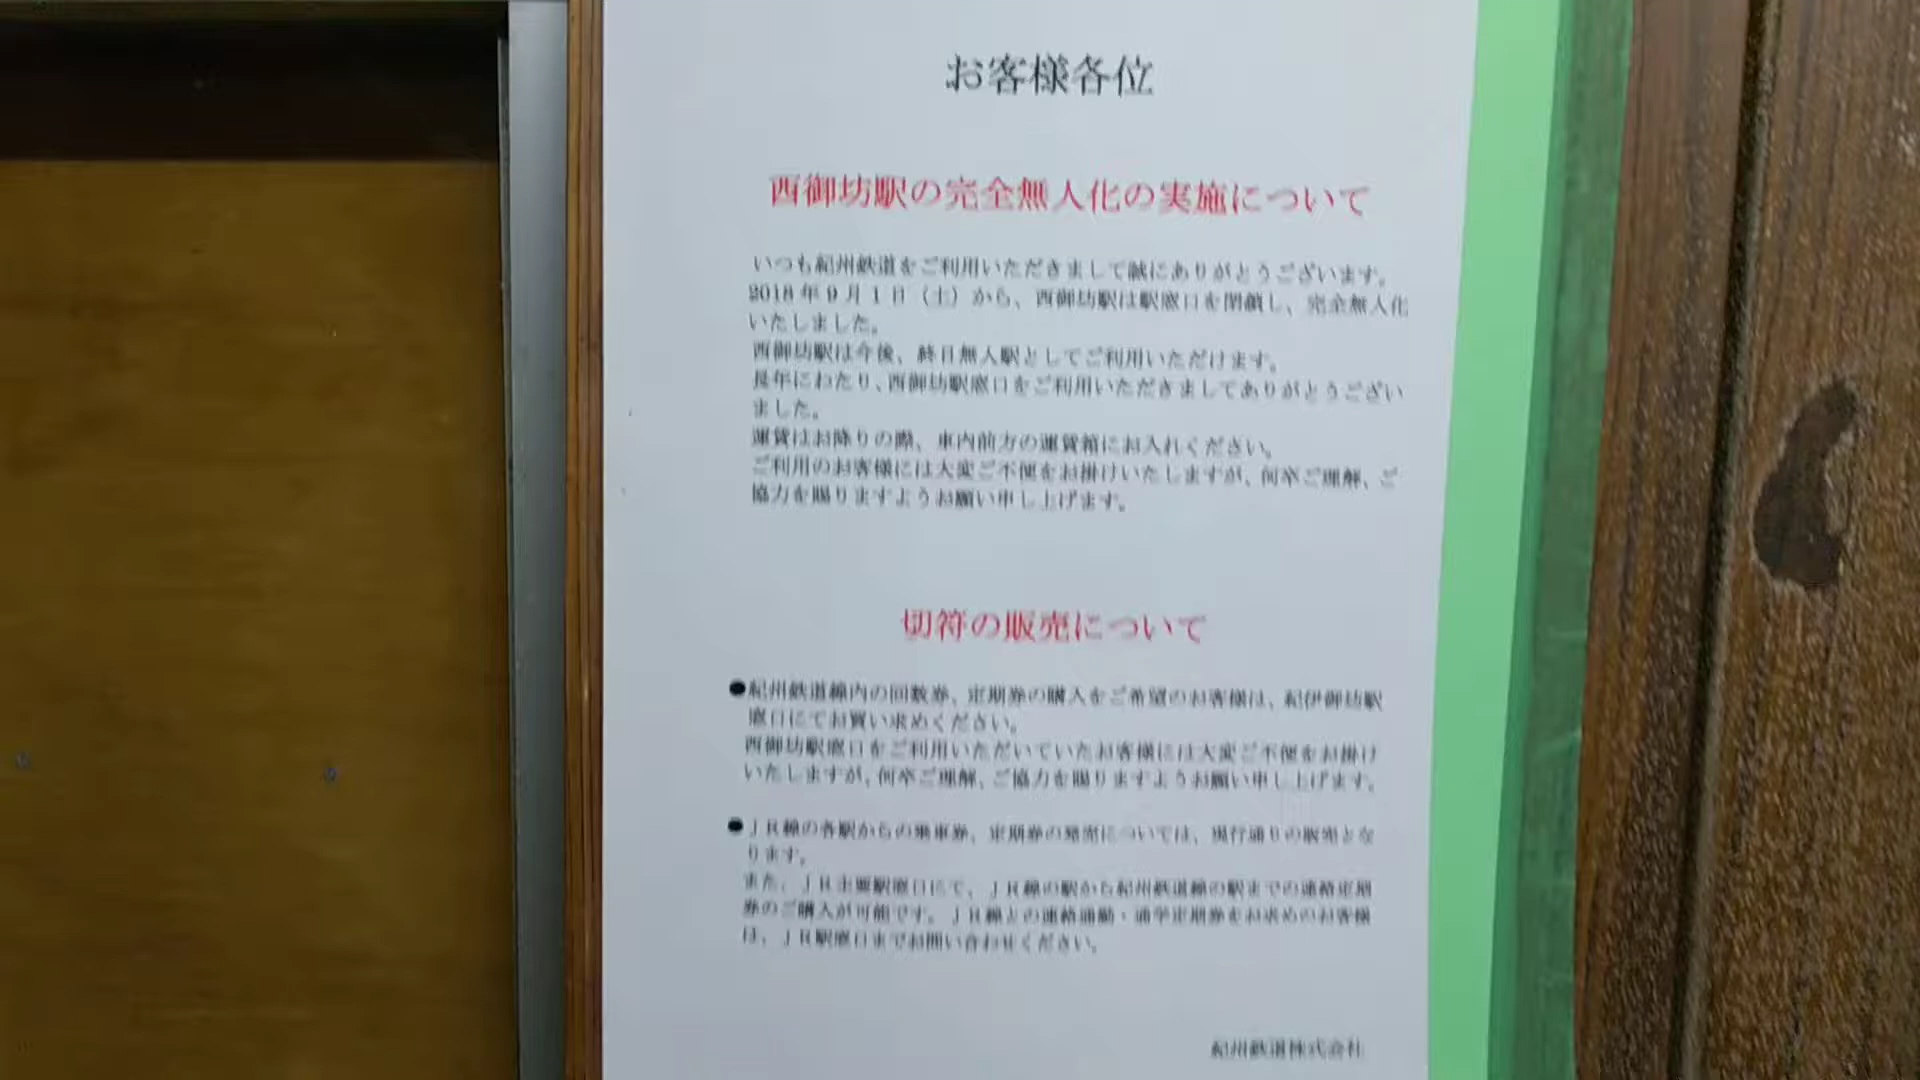 お客様各位
西御坊駅の完全無人化の実施について
いつも紀州鉄道をご利用いただきまして誠にありがとうございます。
2018年9月1日（土）から、西御坊駅は駅窓口を閉鎖し、完全無人化
いたしました。
西御坊駅は今後、終日無人駅としてご利用いただけます。
長年にわたり、西御坊駅窓口をご利用いただきましてありがとうござい
ました。
運賃はお降りの際、車内前方の運賃箱にお入れください。
ご利用のお客様には大変ご不便をお掛けいたしますが、何卒ご理解、ご
協力を賜りますようお願い申し上げます。
切符の販売について
●紀州鉄道線内の回数券、定期券の購入をご希望のお客様は、紀伊御坊駅
窓口にてお買い求めください。
西御坊駅窓口をご利用いただいていたお客様には大変ご不便をお掛け
いたしますが、何卒ご理解、ご協力を賜りますようお願い申し上げます。
●ＪＲ線の各駅からの乗車券、定期券の発売については、現行通りの販売とな
ります。
また、ＪＲ主要駅窓口にて、ＪＲ線の駅から紀州鉄道線の駅までの連絡定期
券のご購入が可能です。ＪＲ線との連絡通勤・通学定期券をお求めのお客様
は、ＪＲ駅窓口までお問い合わせください。
紀州鉄道株式会社